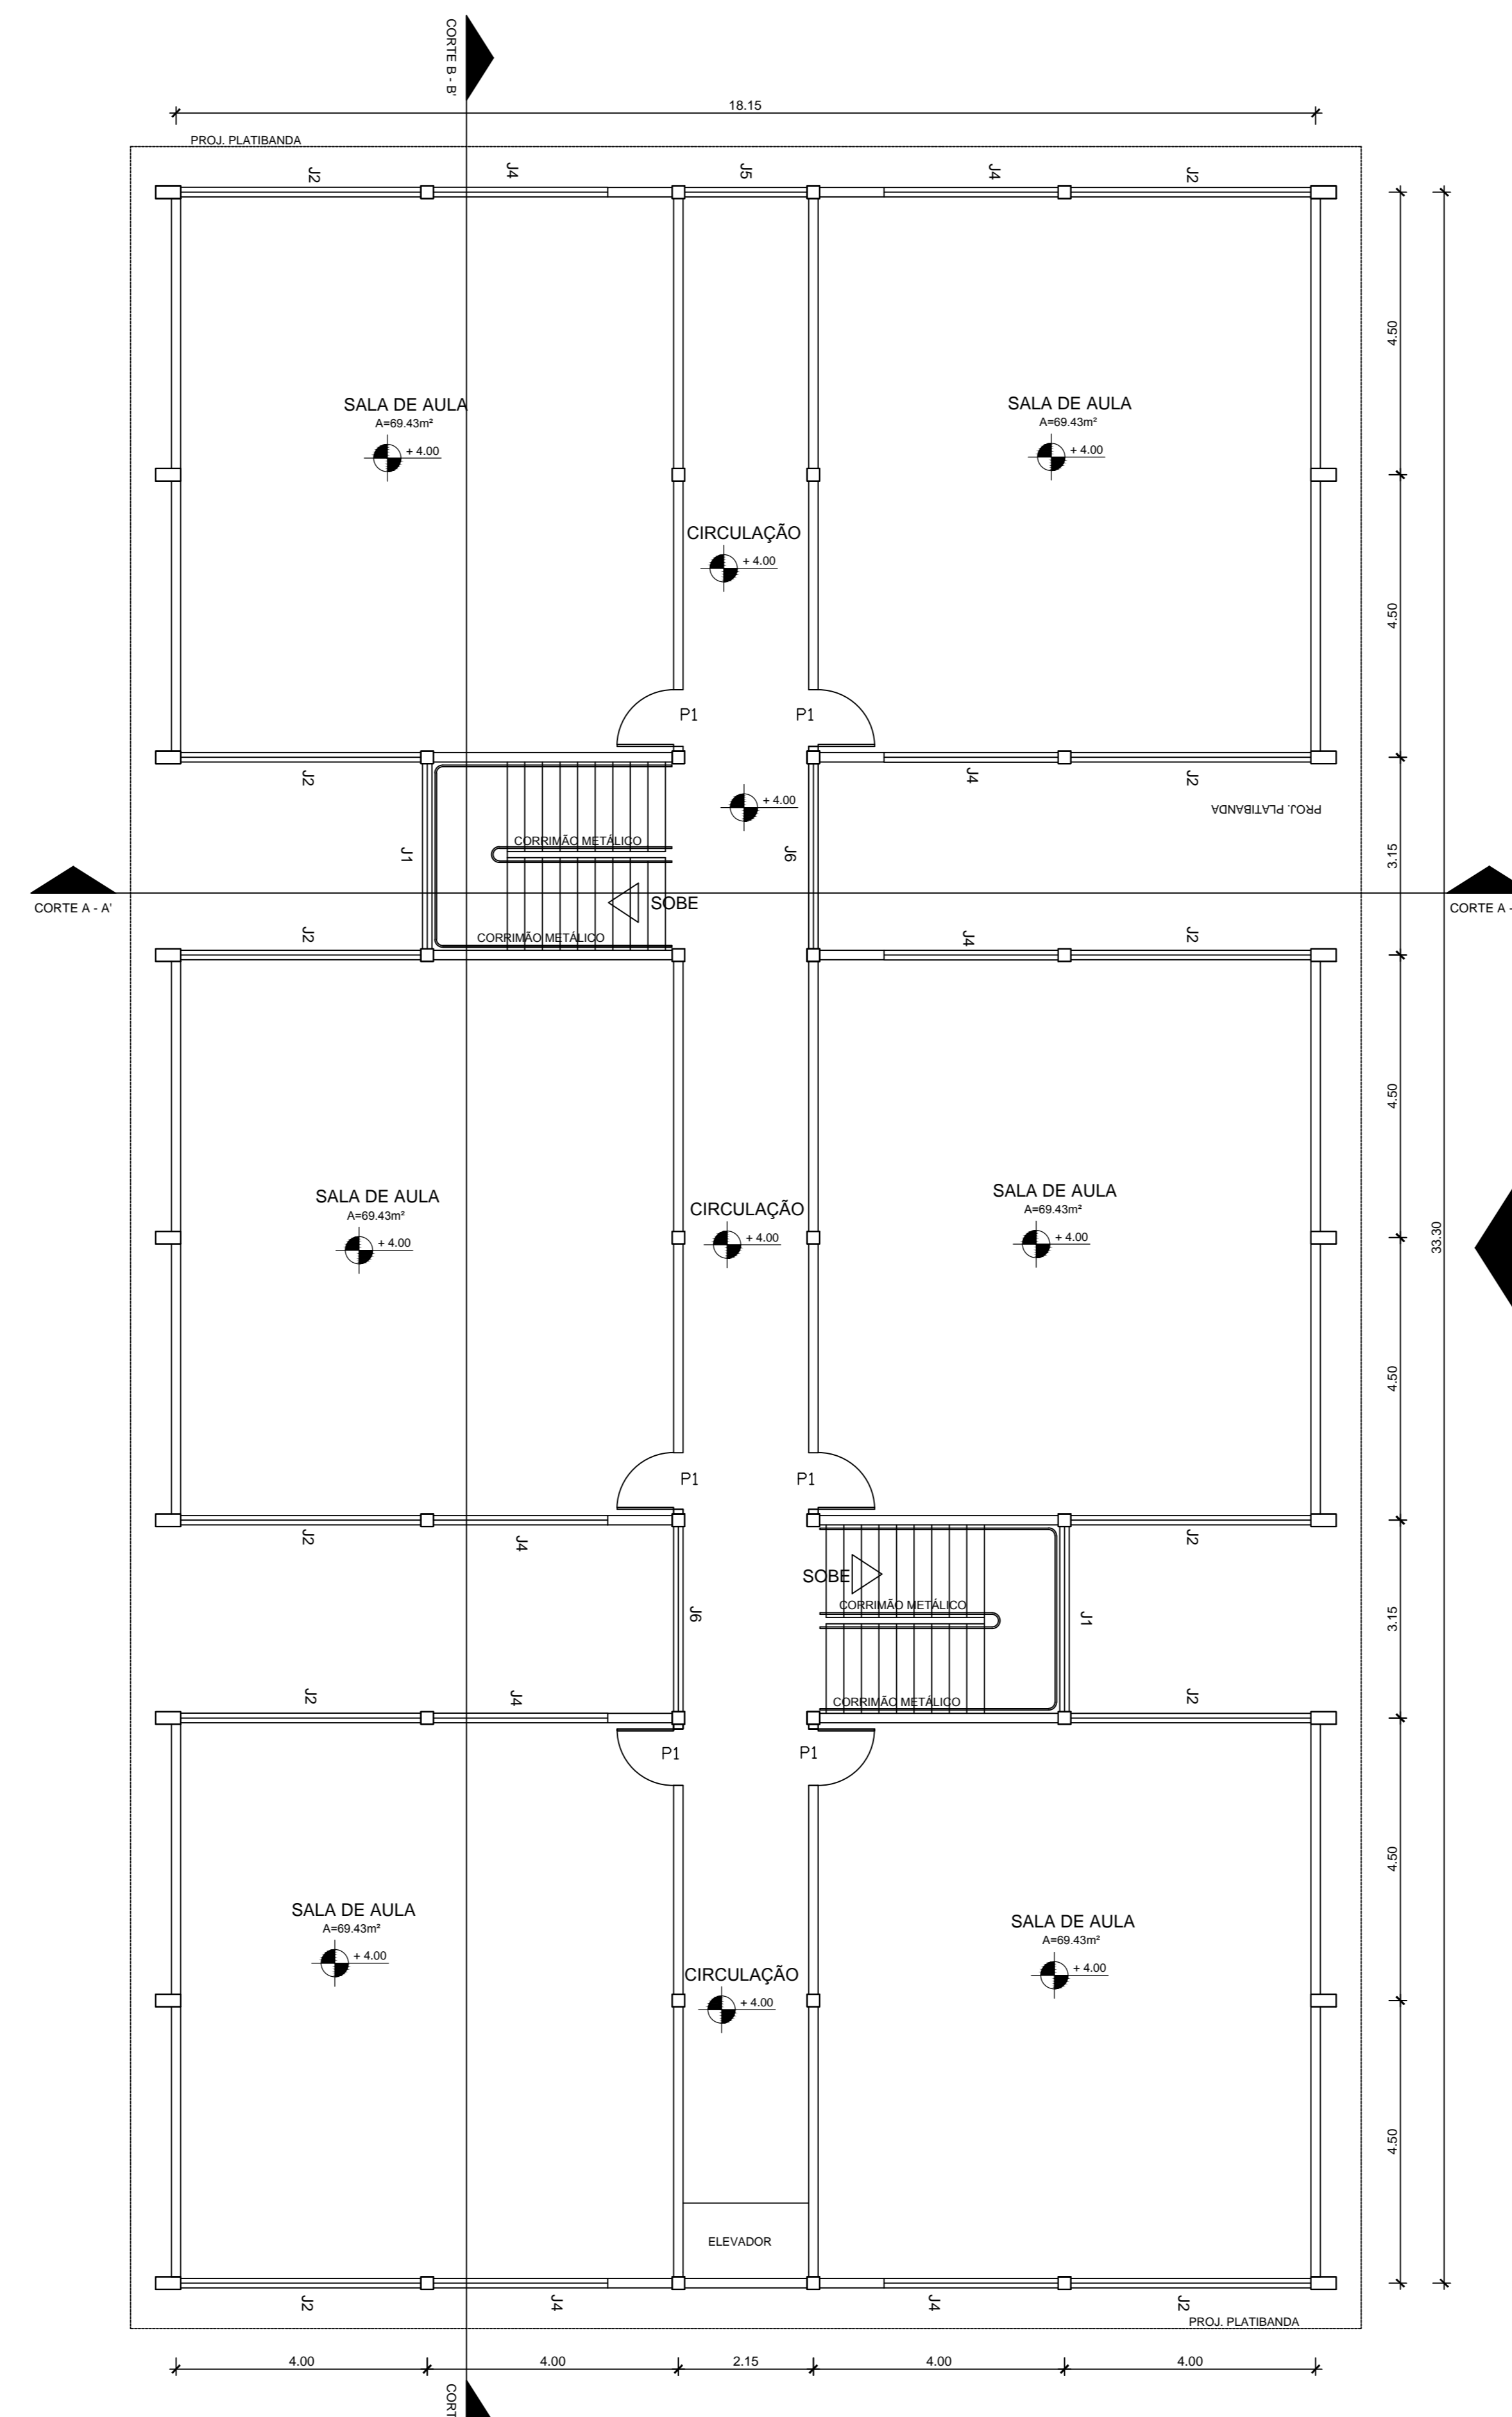 CORTE B - B'
18.15
PROJ. PLATIBANDA
J2
J4
J5
J4
J2
4.50
SALA DE AULA
A=69.43m²
+ 4.00
SALA DE AULA
A=69.43m²
+ 4.00
CIRCULAÇÃO
+ 4.00
4.50
P1
P1
J2
J4
J2
+ 4.00
PROJ. PLATIBANDA
CORRIMÃO METÁLICO
J1
J6
3.15
SOBE
CORTE A - A'
CORTE A -
J2
CORRIMÃO METÁLICO
J4
J2
4.50
SALA DE AULA
A=69.43m²
+ 4.00
SALA DE AULA
A=69.43m²
+ 4.00
CIRCULAÇÃO
+ 4.00
33.30
4.50
P1
P1
J2
J4
J2
SOBE
CORRIMÃO METÁLICO
J6
J1
3.15
J2
J4
CORRIMÃO METÁLICO
J2
P1
P1
4.50
SALA DE AULA
A=69.43m²
+ 4.00
SALA DE AULA
A=69.43m²
+ 4.00
CIRCULAÇÃO
+ 4.00
4.50
ELEVADOR
J2
J4
J4
J2
PROJ. PLATIBANDA
4.00
4.00
2.15
4.00
4.00
CORT